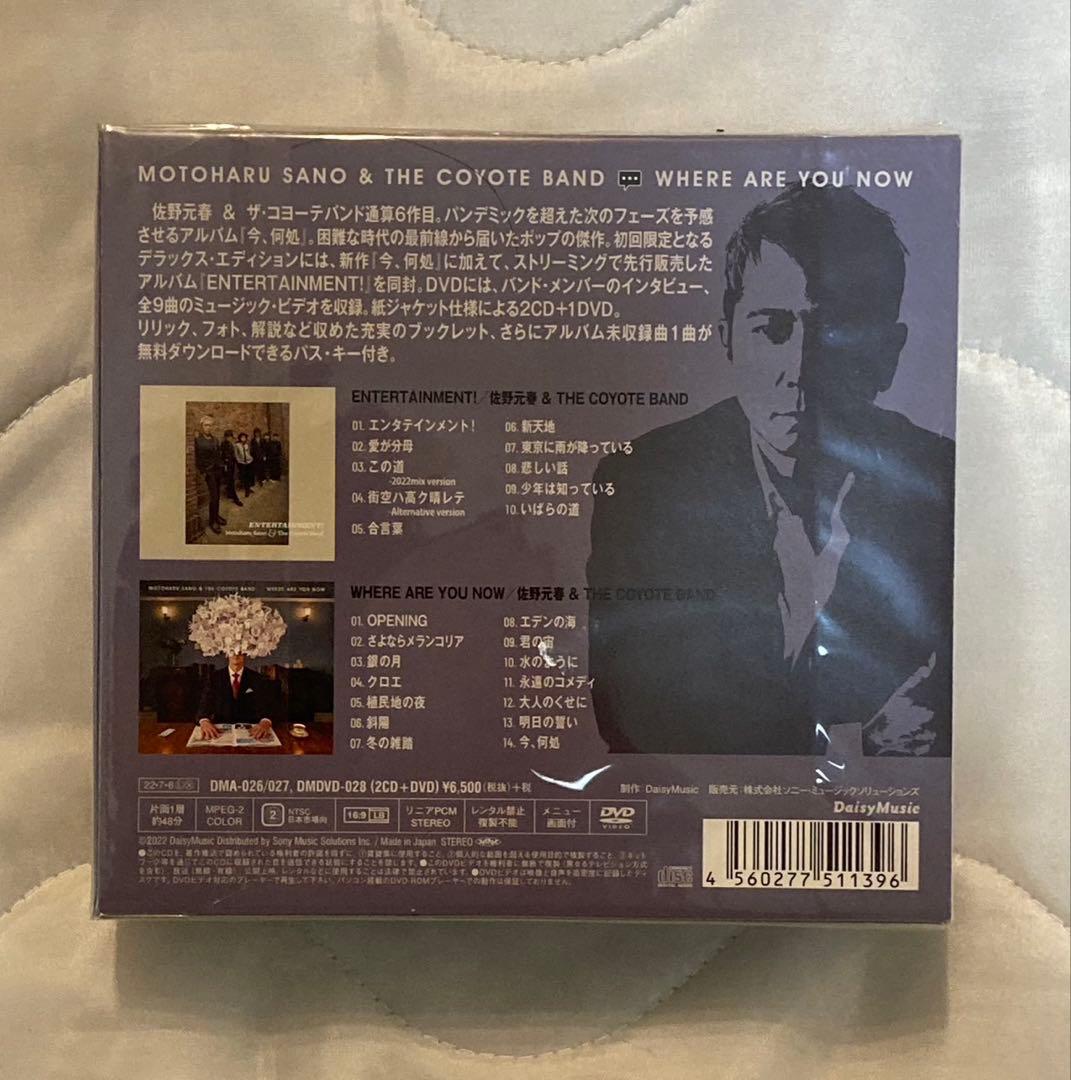 MOTOHARU SANO & THE COYOTE BAND WHERE ARE YOU NOW
佐野元春 & ザ・コヨーテバンド通算6作目。パンデミックを超えた次のフェーズを予感
させるアルバム『今、何処』。困難な時代の最前線から届いたポップの傑作。初回限定となる
デラックス・エディションには、新作『今、何処』に加えて、ストリーミングで先行販売した
アルバム『ENTERTAINMENT!』を同封。DVDには、バンド・メンバーのインタビュー、
全9曲のミュージック・ビデオを収録。紙ジャケット仕様による2CD+1DVD。
リリック、フォト、解説など収めた充実のブックレット、さらにアルバム未収録曲1曲が
無料ダウンロードできるパス・キー付き。
ENTERTAINMENT!/佐野元春 & THE COYOTE BAND
01. エンタテインメント!
02. 愛が分母
03. この道
-2022mix version
04. 街空ハ高ク晴レテ
-Alternative version
05. 合言葉
06. 新天地
07. 東京に雨が降っている
08. 悲しい話
09. 少年は知っている
10. いばらの道
ENTERTAINMENT!
Motoharu Sano & The Coyote Band
MOTOHARU SANO & THE COYOTE BAND WHERE ARE YOU NOW
WHERE ARE YOU NOW/佐野元春 & THE COYOTE BAND
01. OPENING
02. さよならメランコリア
03. 銀の月
04. クロエ
05. 植民地の夜
06. 斜陽
07. 冬の雑踏
08. エデンの海
09. 君の宙
10. 水のように
11. 永遠のコメディ
12. 大人のくせに
13. 明日の誓い
14. 今、何処
22・7・6 DMA-026/027, DMDVD-028 (2CD+DVD) ¥6,500(税抜)+税
制作:DaisyMusic 販売元:株式会社ソニー・ミュージックソリューションズ
DaisyMusic
片面1層
約48分
MPEG-2
COLOR
2
NTSC
日本市場向
16:9 LB
リニアPCM
STEREO
レンタル禁止
複製不能
メニュー
画面付
DVD
VIDEO
©2022 DaisyMusic Distributed by Sony Music Solutions Inc. / Made in Japan STEREO
4 560277 511396